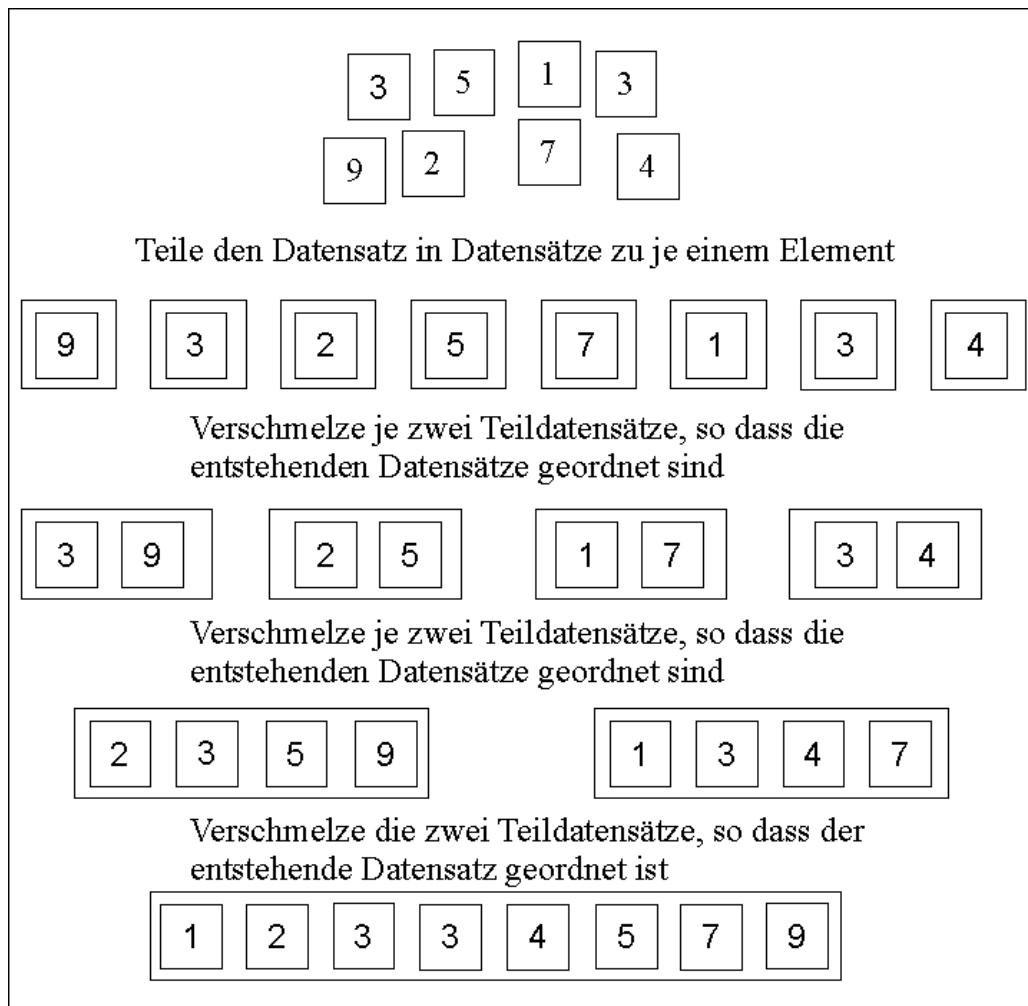 3 5 1 3
9 2 7 4
Teile den Datensatz in Datensätze zu je einem Element
9 3 2 5 7 1 3 4
Verschmelze je zwei Teildatensätze, so dass die
entstehenden Datensätze geordnet sind
3 9 2 5 1 7 3 4
Verschmelze je zwei Teildatensätze, so dass die
entstehenden Datensätze geordnet sind
2 3 5 9 1 3 4 7
Verschmelze die zwei Teildatensätze, so dass der
entstehende Datensatz geordnet ist
1 2 3 3 4 5 7 9